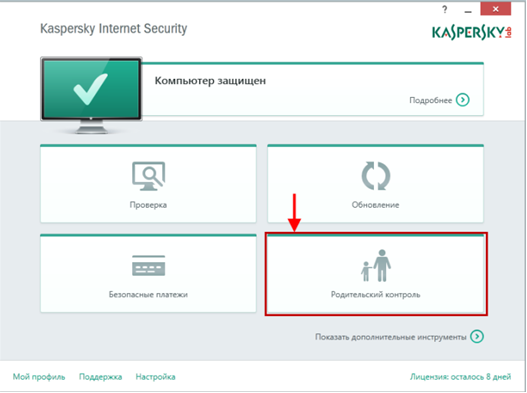 ?
Kaspersky Internet Security
KASPERSKY lab
Компьютер защищен
Подробнее
Проверка
Обновление
Безопасные платежи
Родительский контроль
Показать дополнительные инструменты
Мой профиль Поддержка Настройка Лицензия: осталось 8 дней